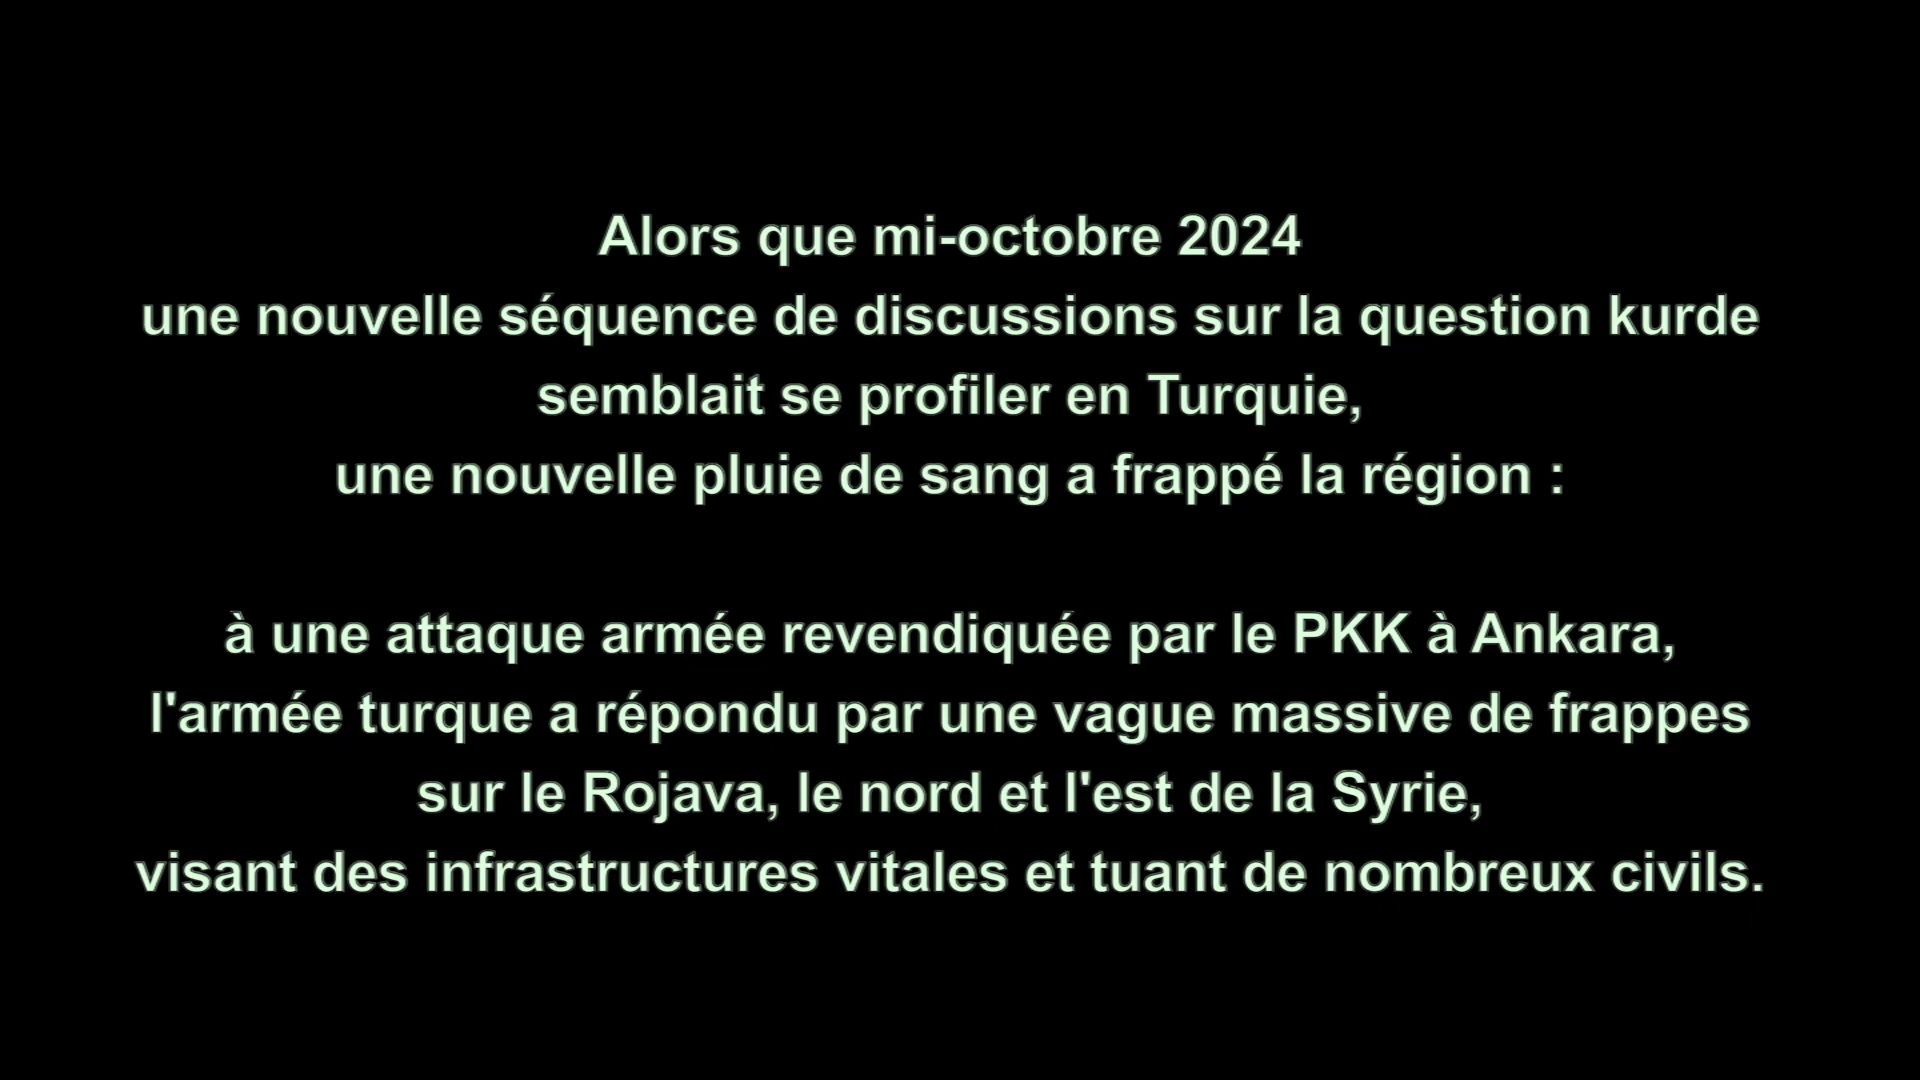 Alors que mi-octobre 2024
une nouvelle séquence de discussions sur la question kurde
semblait se profiler en Turquie,
une nouvelle pluie de sang a frappé la région :
à une attaque armée revendiquée par le PKK à Ankara,
l'armée turque a répondu par une vague massive de frappes
sur le Rojava, le nord et l'est de la Syrie,
visant des infrastructures vitales et tuant de nombreux civils.